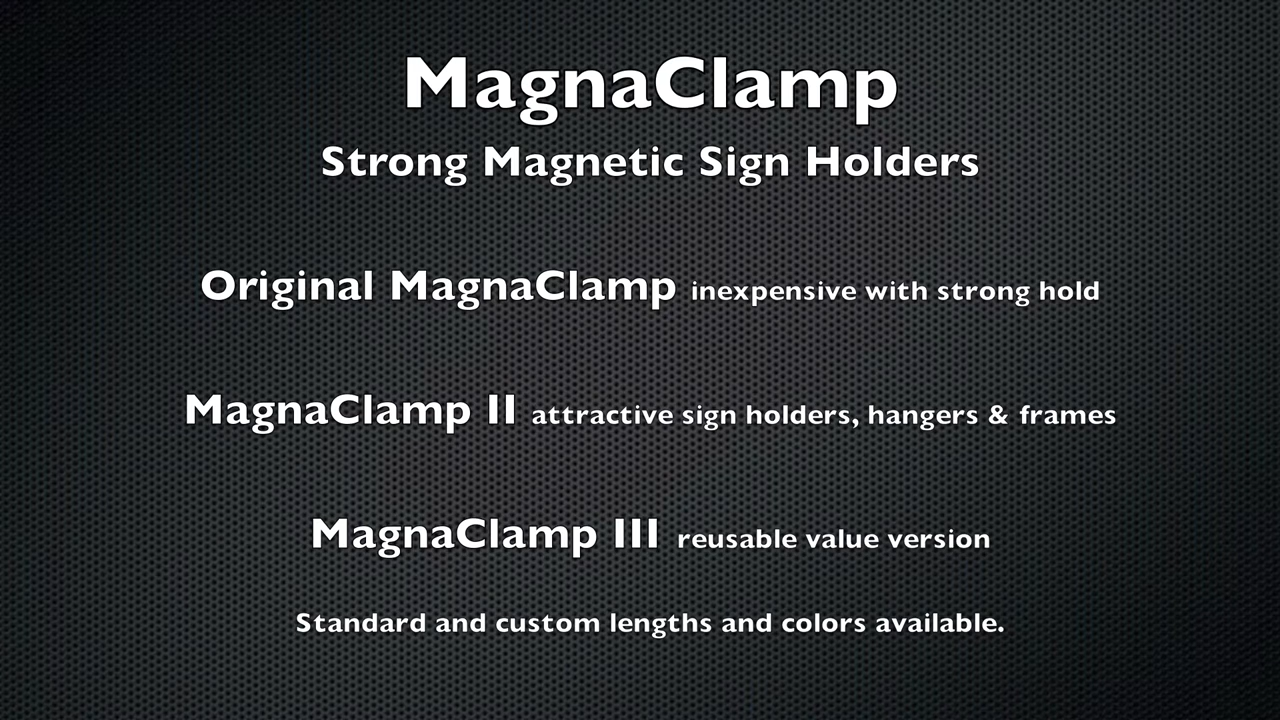 MagnaClamp
Strong Magnetic Sign Holders
Original MagnaClamp inexpensive with strong hold
MagnaClamp II attractive sign holders, hangers & frames
MagnaClamp III reusable value version
Standard and custom lengths and colors available.